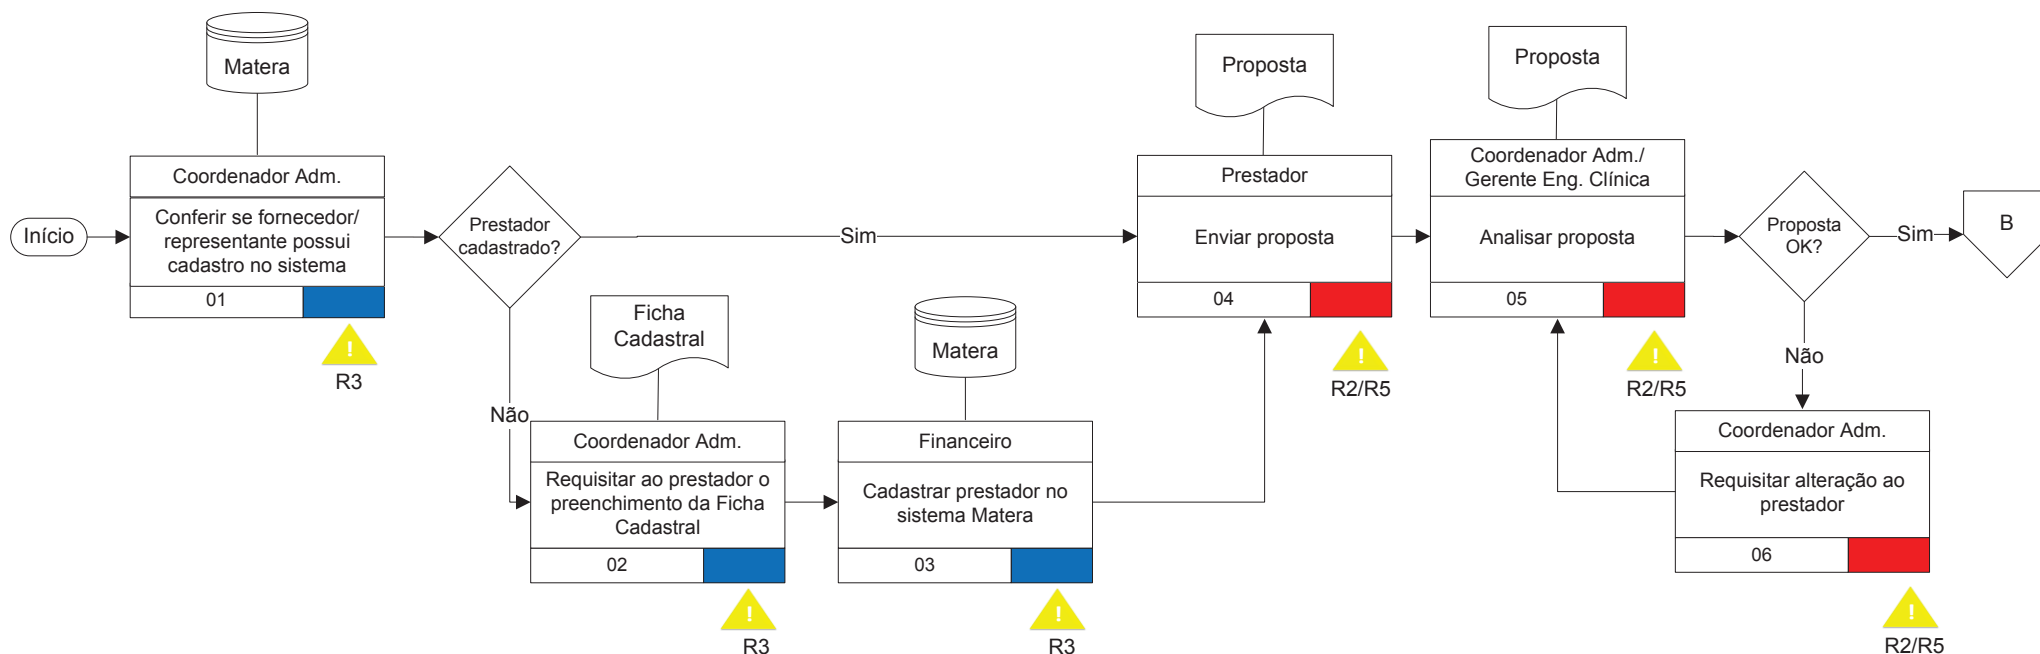 Matera
Coordenador Adm.
Conferir se fornecedor/
representante possui
cadastro no sistema
01
R3
Início
Prestador
cadastrado?
Sim
Não
Ficha
Cadastral
Coordenador Adm.
Requisitar ao prestador o
preenchimento da Ficha
Cadastral
02
R3
Matera
Financeiro
Cadastrar prestador no
sistema Matera
03
R3
Proposta
Prestador
Enviar proposta
04
R2/R5
Proposta
Coordenador Adm./
Gerente Eng. Clínica
Analisar proposta
05
R2/R5
Proposta
OK?
Sim
B
Não
Coordenador Adm.
Requisitar alteração ao
prestador
06
R2/R5
!
!
!
!
!
!